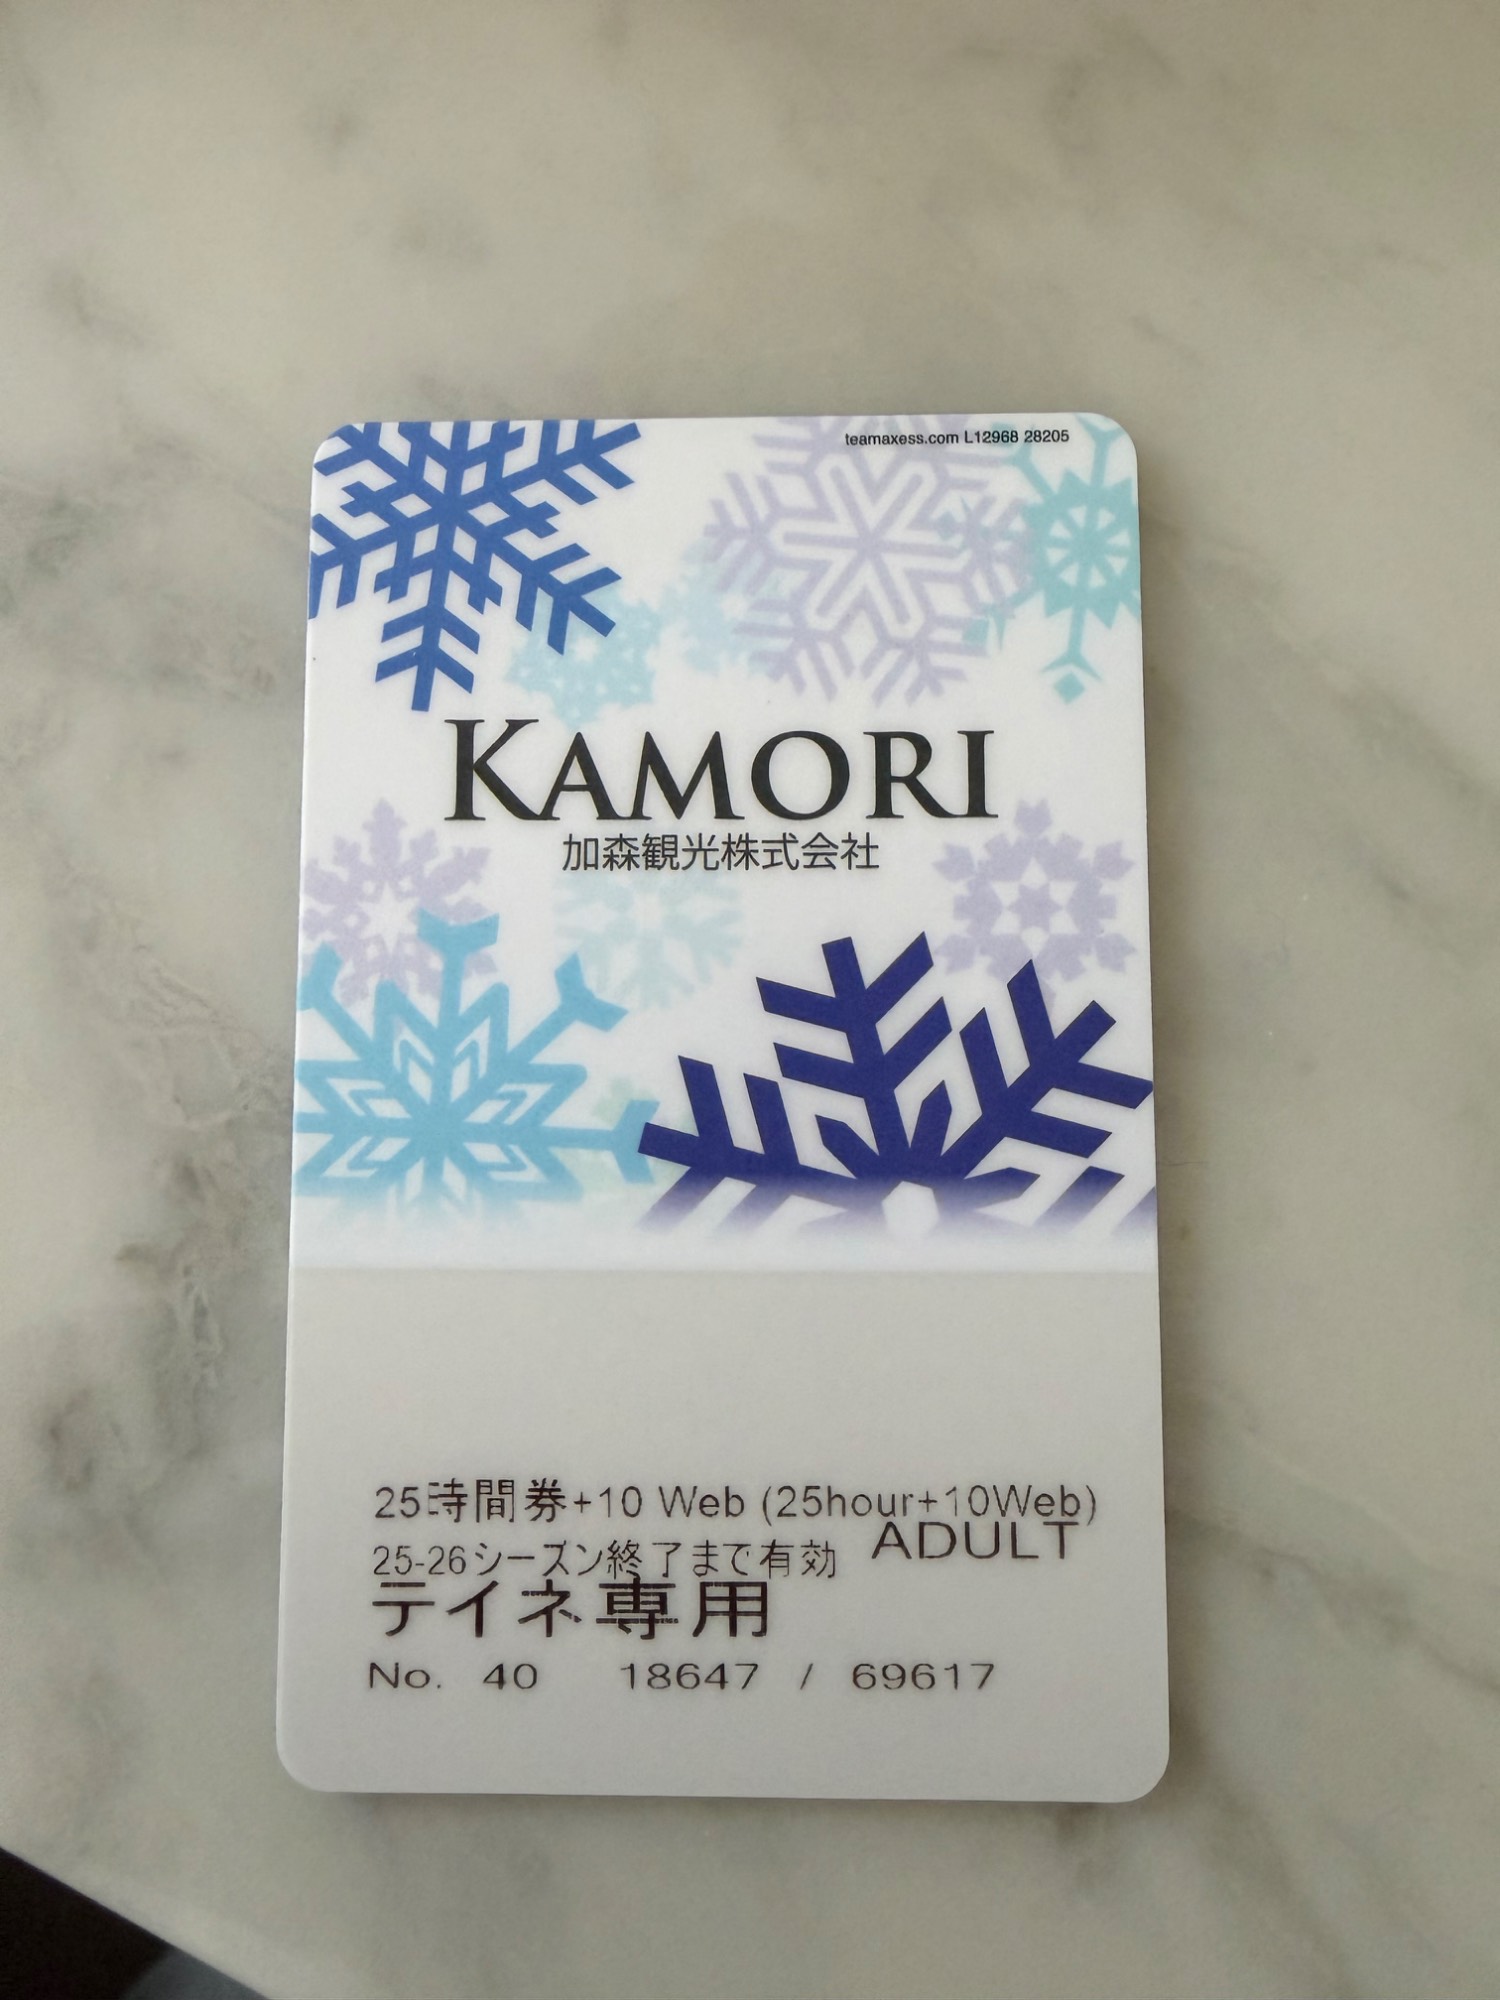 teamaxess.com L12968 28205
KAMORI
加森観光株式会社
25時間券+10 Web (25hour+10Web)
ADULT
25-26シーズン終了まで有効
テイネ専用
No. 40 18647 / 69617